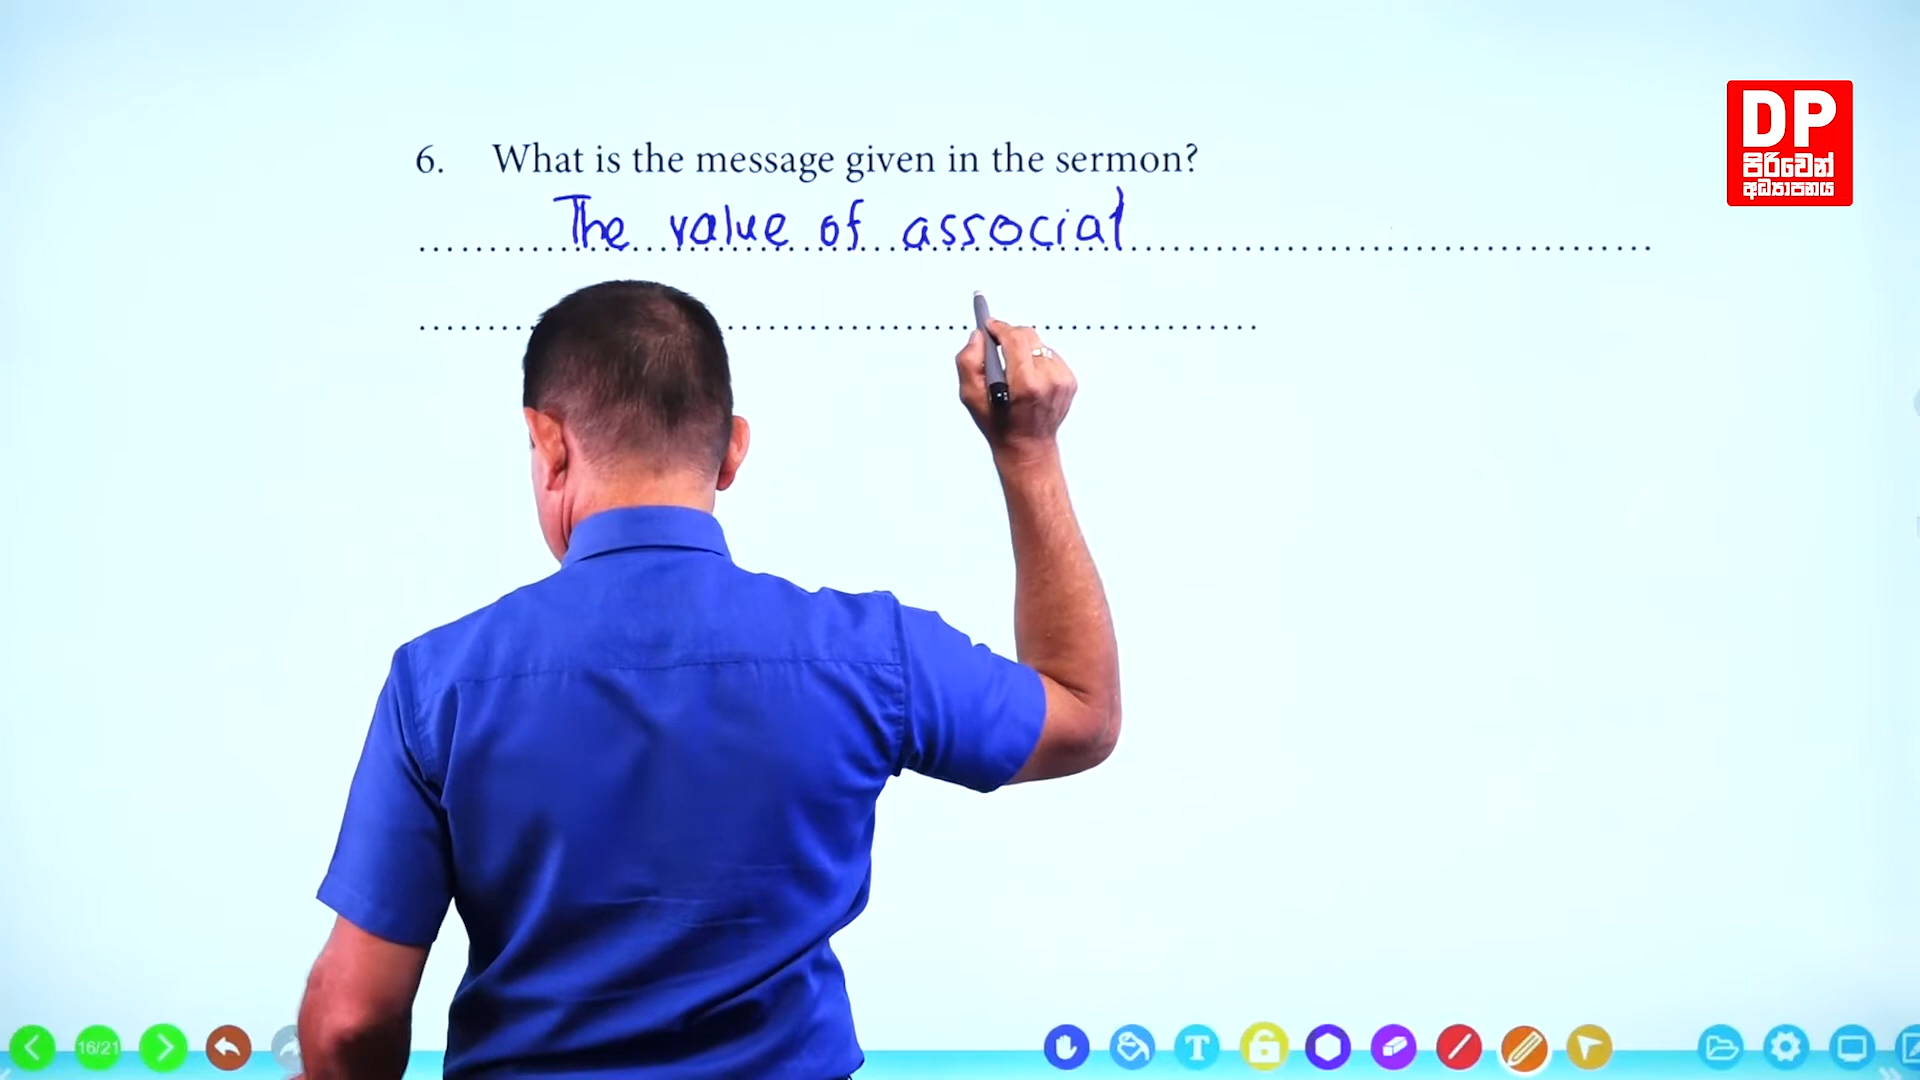 DP
පිරිවෙන්
අධ්‍යාපනය
6. What is the message given in the sermon?
The value of associat
16/21
T